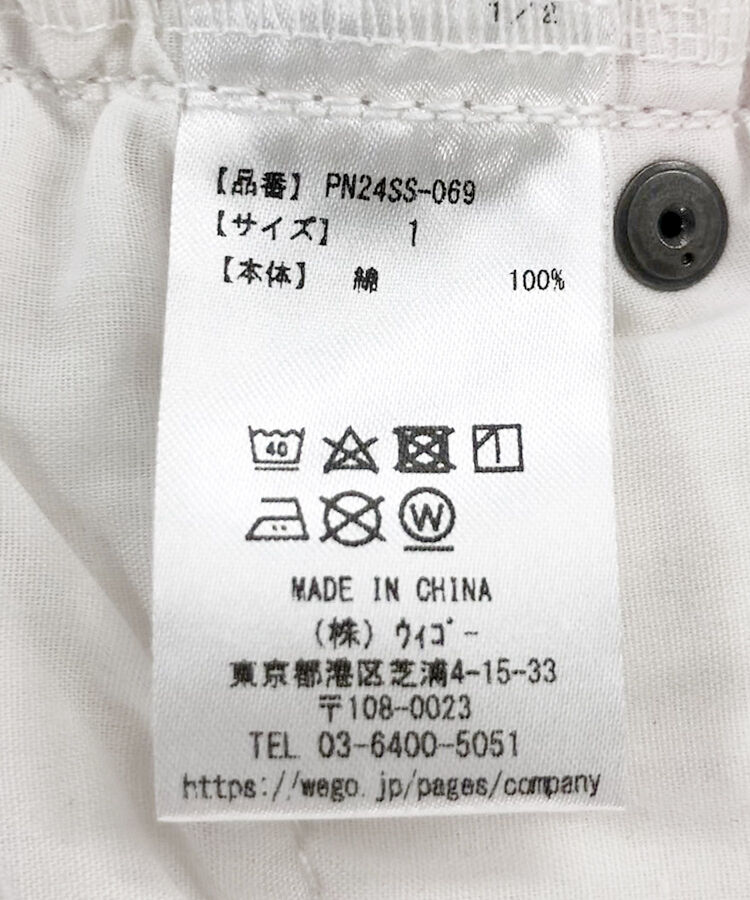 1/2
【品番】 PN24SS-069
【サイズ】 1
【本体】 綿 100%
40
W
MADE IN CHINA
(株) ウィゴー
東京都港区芝浦4-15-33
〒108-0023
TEL 03-6400-5051
https://wego.jp/pages/company